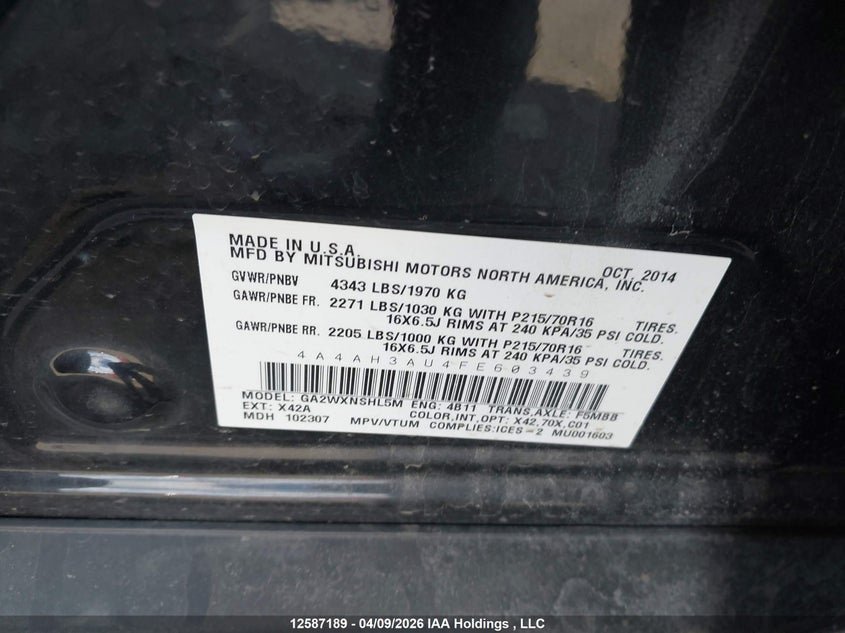 MADE IN U.S.A. OCT, 2014
MFD BY MITSUBISHI MOTORS NORTH AMERICA, INC.
GVWR/PNBV 4343 LBS/1970 KG
GAWR/PNBE FR. 2271 LBS/1030 KG WITH P215/70R16 TIRES.
16X6.5J RIMS AT 240 KPA/35 PSI COLD.
GAWR/PNBE RR. 2205 LBS/1000 KG WITH P215/70R16 TIRES.
16X6.5J RIMS AT 240 KPA/35 PSI COLD.
4A4AH3AU4FE603439
MODEL: GA2WXNSHL5M ENG: 4B11 TRANS,AXLE: F5MBB
EXT: X42A COLOR,INT,OPT: X42,70X,C01
MDH 102307 MPV/VTUM COMPLIES:ICES-2 MU001603
12587189 - 04/09/2026 IAA Holdings , LLC